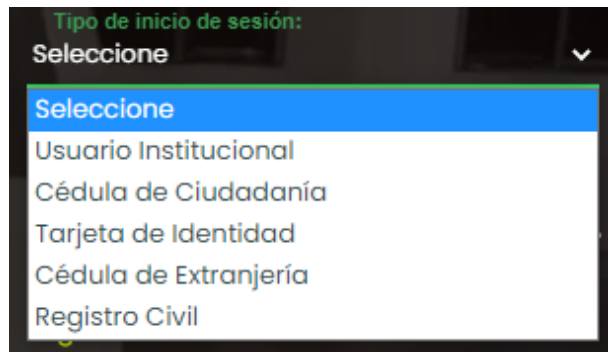 Tipo de inicio de sesión:
Seleccione
Seleccione
Usuario Institucional
Cédula de Ciudadanía
Tarjeta de Identidad
Cédula de Extranjería
Registro Civil